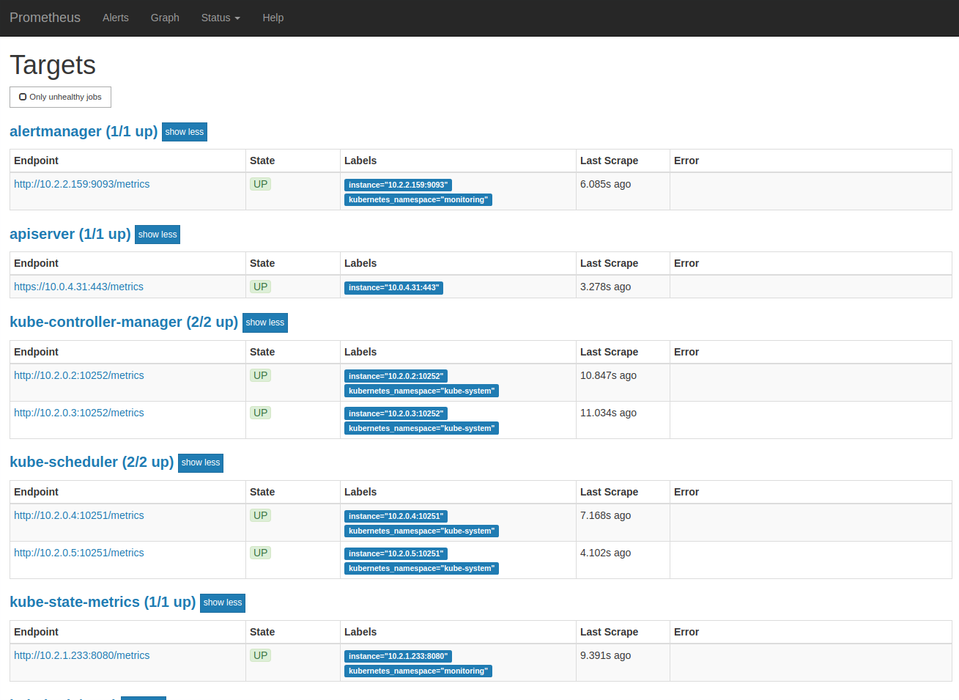 Prometheus Alerts Graph Status Help
Targets
Only unhealthy jobs
alertmanager (1/1 up) show less
Endpoint State Labels Last Scrape Error
http://10.2.2.159:9093/metrics UP instance="10.2.2.159:9093" 6.085s ago
kubernetes_namespace="monitoring"
apiserver (1/1 up) show less
Endpoint State Labels Last Scrape Error
https://10.0.4.31:443/metrics UP instance="10.0.4.31:443" 3.278s ago
kube-controller-manager (2/2 up) show less
Endpoint State Labels Last Scrape Error
http://10.2.0.2:10252/metrics UP instance="10.2.0.2:10252" 10.847s ago
kubernetes_namespace="kube-system"
http://10.2.0.3:10252/metrics UP instance="10.2.0.3:10252" 11.034s ago
kubernetes_namespace="kube-system"
kube-scheduler (2/2 up) show less
Endpoint State Labels Last Scrape Error
http://10.2.0.4:10251/metrics UP instance="10.2.0.4:10251" 7.168s ago
kubernetes_namespace="kube-system"
http://10.2.0.5:10251/metrics UP instance="10.2.0.5:10251" 4.102s ago
kubernetes_namespace="kube-system"
kube-state-metrics (1/1 up) show less
Endpoint State Labels Last Scrape Error
http://10.2.1.233:8080/metrics UP instance="10.2.1.233:8080" 9.391s ago
kubernetes_namespace="monitoring"